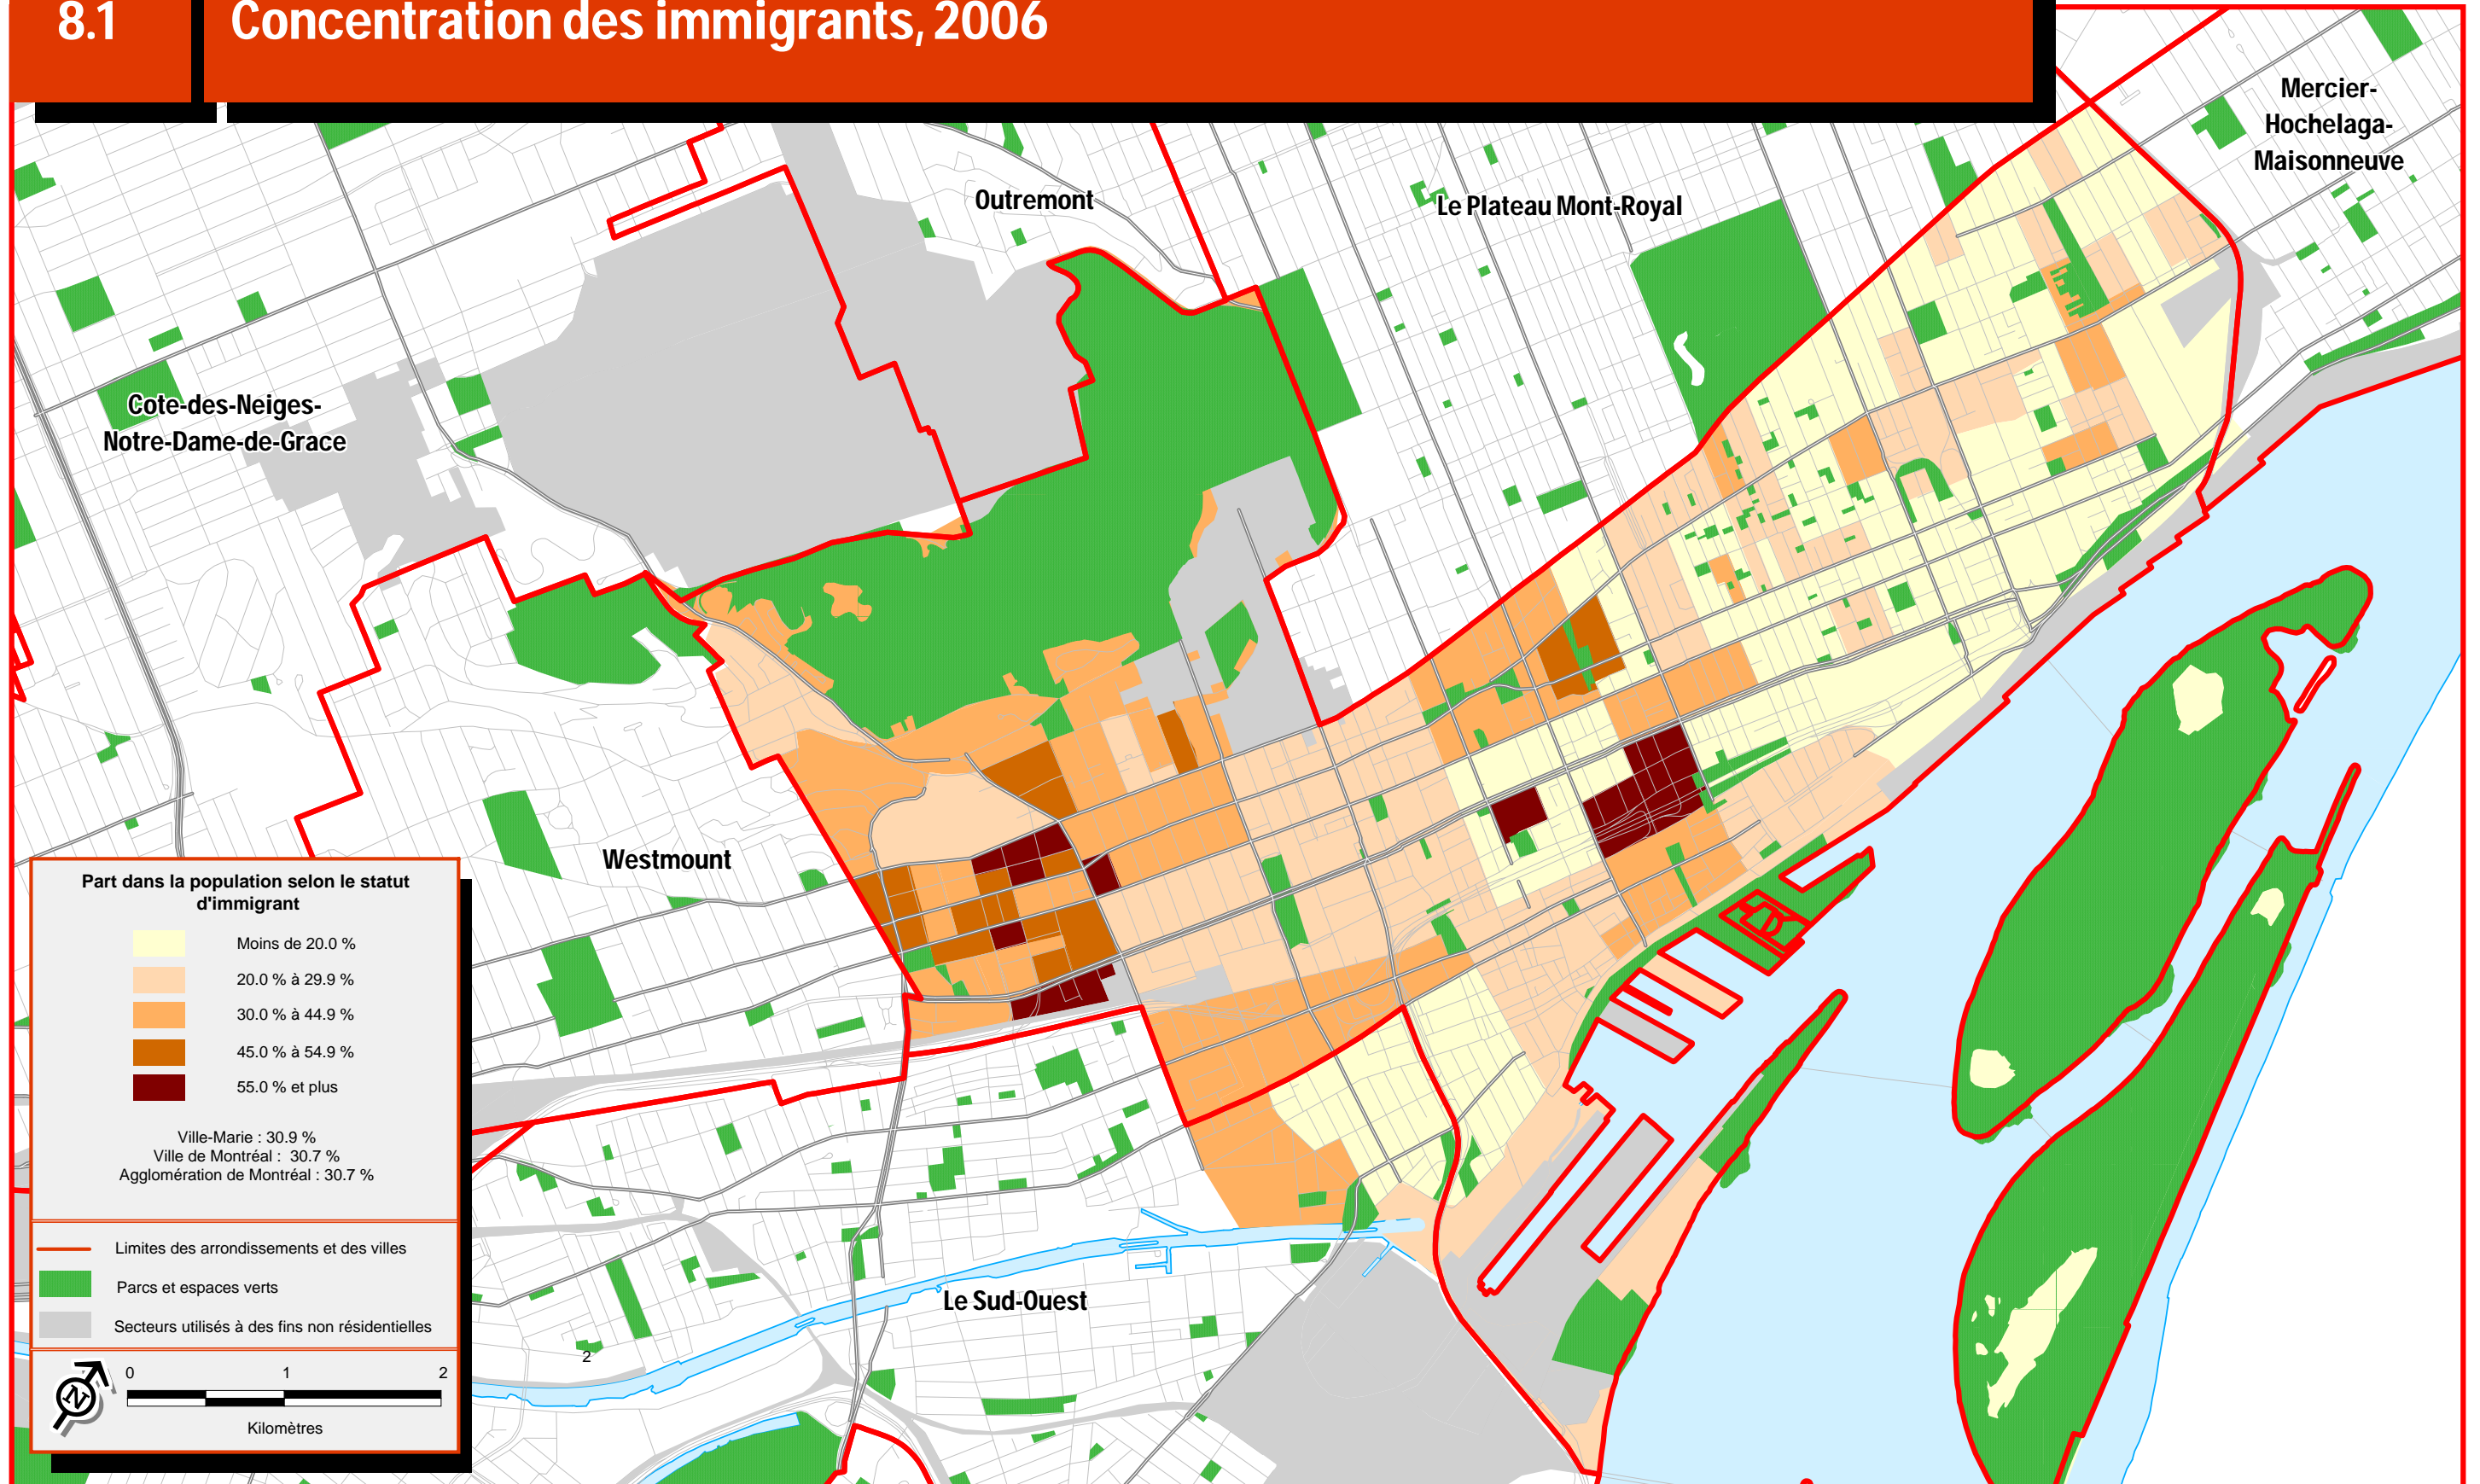 8.1
Concentration des immigrants, 2006
Mercier-
Hochelaga-
Maisonneuve
Outremont
Le Plateau Mont-Royal
Cote-des-Neiges-
Notre-Dame-de-Grace
Westmount
Part dans la population selon le statut
d'immigrant
Moins de 20.0 %
20.0 % à 29.9 %
30.0 % à 44.9 %
45.0 % à 54.9 %
55.0 % et plus
Ville-Marie : 30.9 %
Ville de Montréal : 30.7 %
Agglomération de Montréal : 30.7 %
Limites des arrondissements et des villes
Parcs et espaces verts
Secteurs utilisés à des fins non résidentielles
N
0 1 2
Kilomètres
Le Sud-Ouest
2